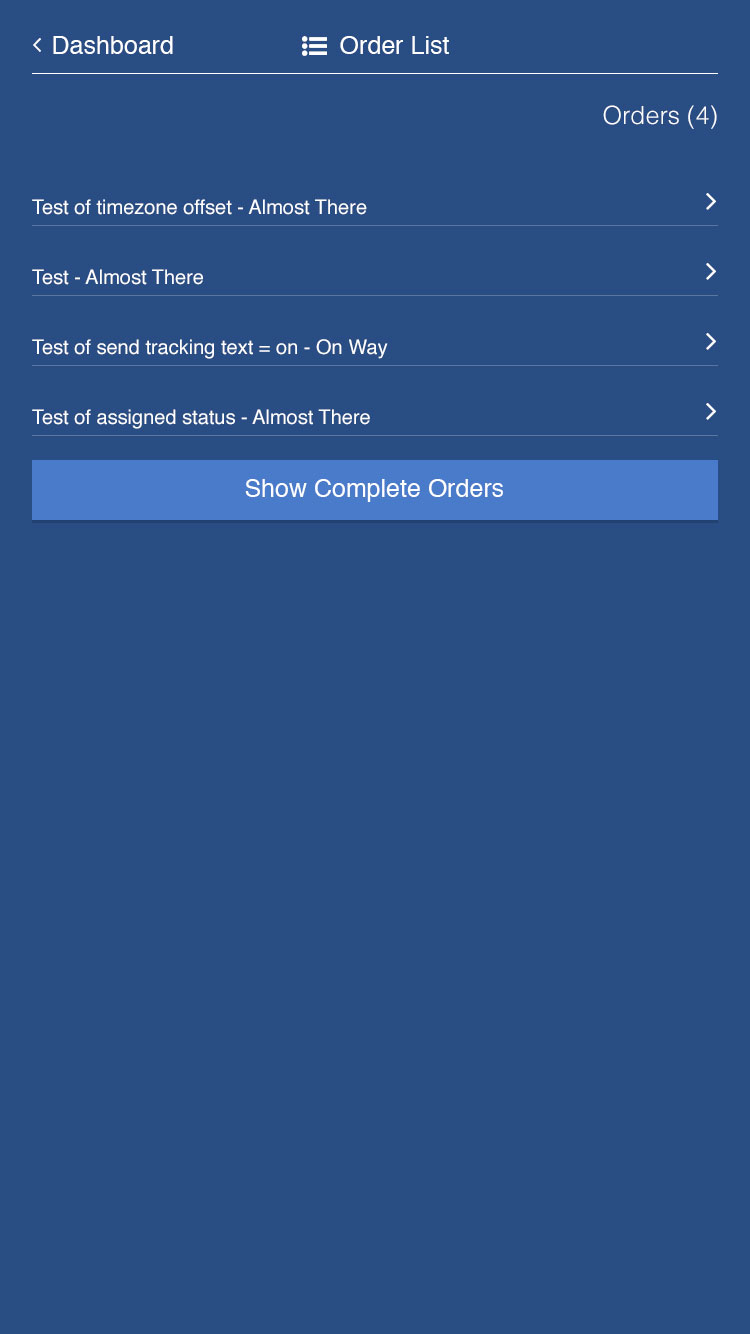 Dashboard
Order List
Orders (4)
Test of timezone offset - Almost There
Test - Almost There
Test of send tracking text = on - On Way
Test of assigned status - Almost There
Show Complete Orders